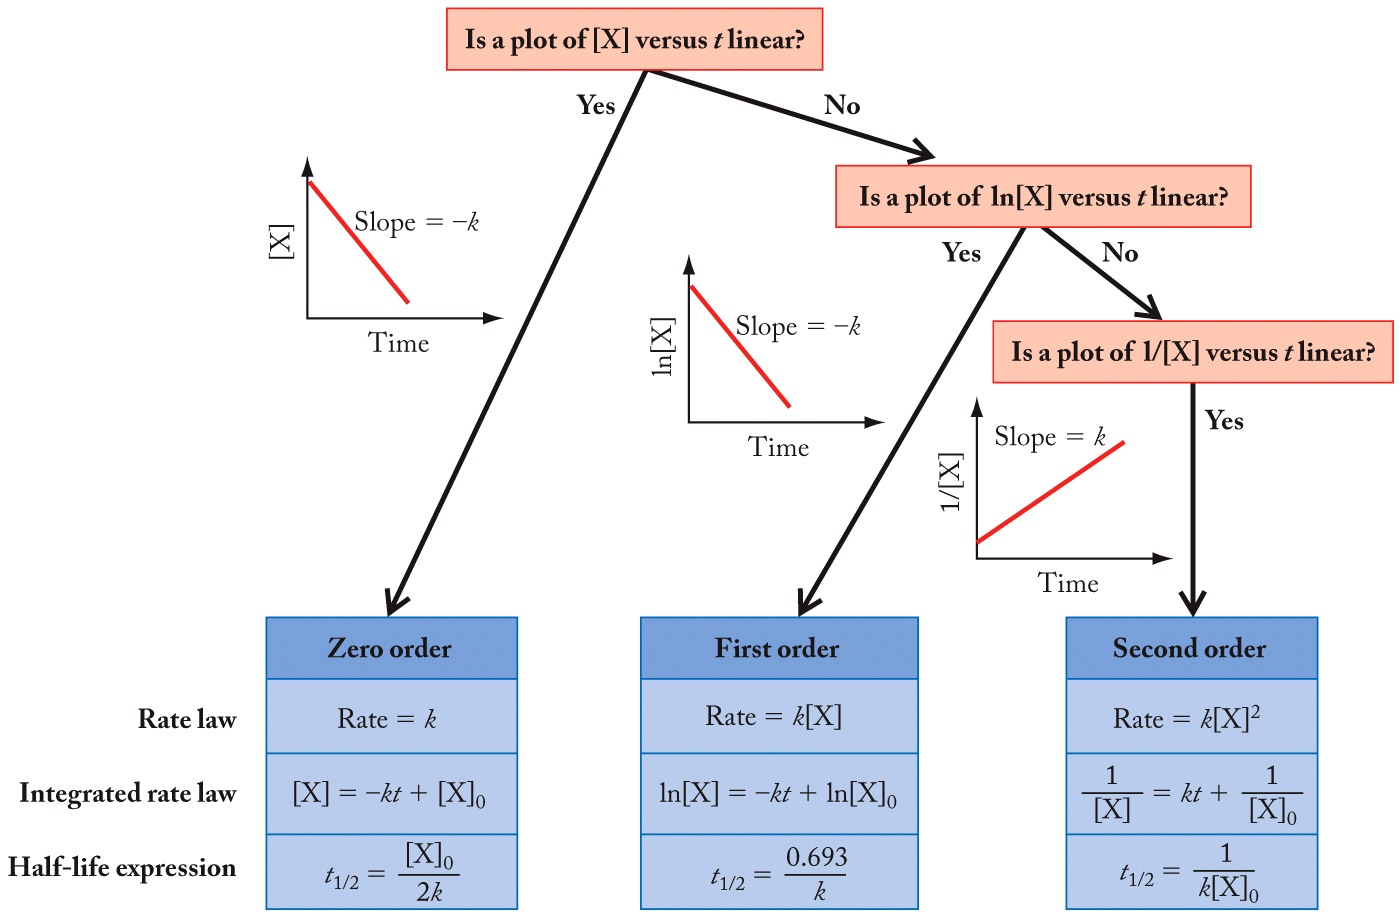 Is a plot of [X] versus t linear?
Yes
No
Is a plot of ln[X] versus t linear?
[X]
Slope = –k
Time
Yes
No
ln[X]
Slope = –k
Time
Is a plot of 1/[X] versus t linear?
Yes
1/[X]
Slope = k
Time
Zero order
First order
Second order
Rate law
Rate = k
Rate = k[X]
Rate = k[X]²
Integrated rate law
[X] = –kt + [X]₀
ln[X] = –kt + ln[X]₀
1/[X] = kt + 1/[X]₀
Half-life expression
t₁/₂ = [X]₀/2k
t₁/₂ = 0.693/k
t₁/₂ = 1/k[X]₀